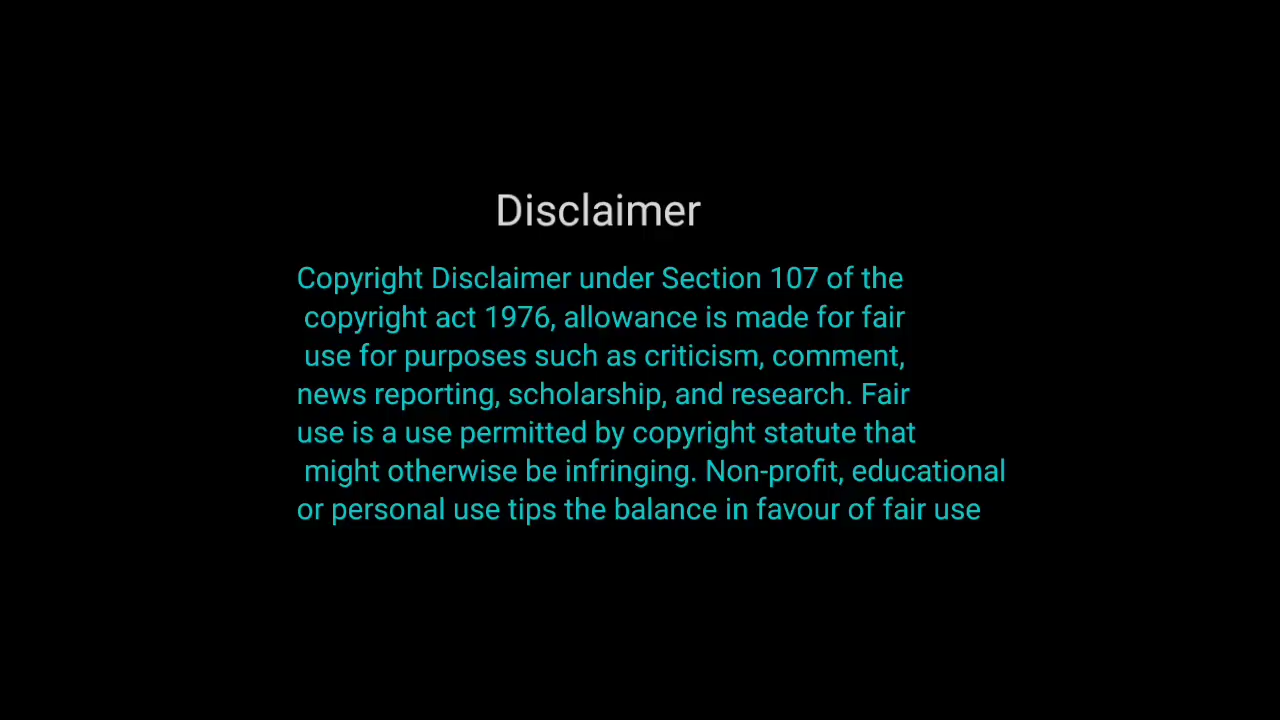 Disclaimer
Copyright Disclaimer under Section 107 of the
copyright act 1976, allowance is made for fair
use for purposes such as criticism, comment,
news reporting, scholarship, and research. Fair
use is a use permitted by copyright statute that
might otherwise be infringing. Non-profit, educational
or personal use tips the balance in favour of fair use